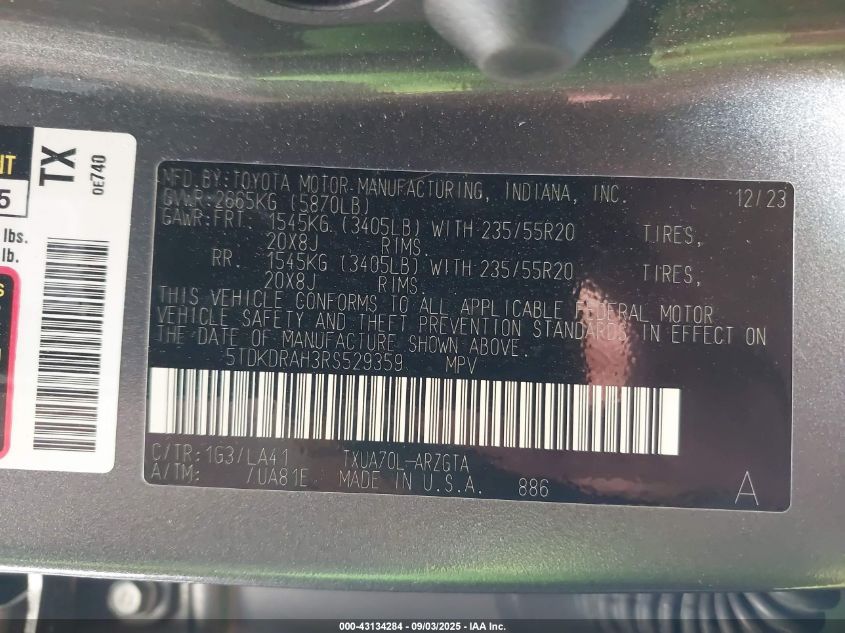 NT
5
lbs.
lb.
S
TX
0E740
MFD.BY:TOYOTA MOTOR MANUFACTURING, INDIANA, INC. 12/23
GVWR:2665KG (5870LB)
GAWR:FRT. 1545KG (3405LB) WITH 235/55R20 TIRES,
20X8J RIMS.
RR. 1545KG (3405LB) WITH 235/55R20 TIRES,
20X8J RIMS.
THIS VEHICLE CONFORMS TO ALL APPLICABLE FEDERAL MOTOR
VEHICLE SAFETY AND THEFT PREVENTION STANDARDS IN EFFECT ON
THE DATE OF MANUFACTURE SHOWN ABOVE.
5TDKDRAH3RS529359 MPV
C/TR:1G3/LA41 TXUA70L-ARZGTA
A/TM: /UA81E MADE IN U.S.A. 886 A
000-43134284 - 09/03/2025 - IAA Inc.